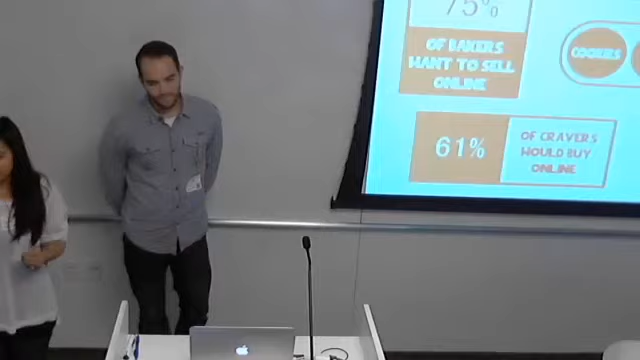 75%
OF BAKERS
WANT TO SELL
ONLINE
COOKIES
61%
OF CRAVERS
WOULD BUY
ONLINE